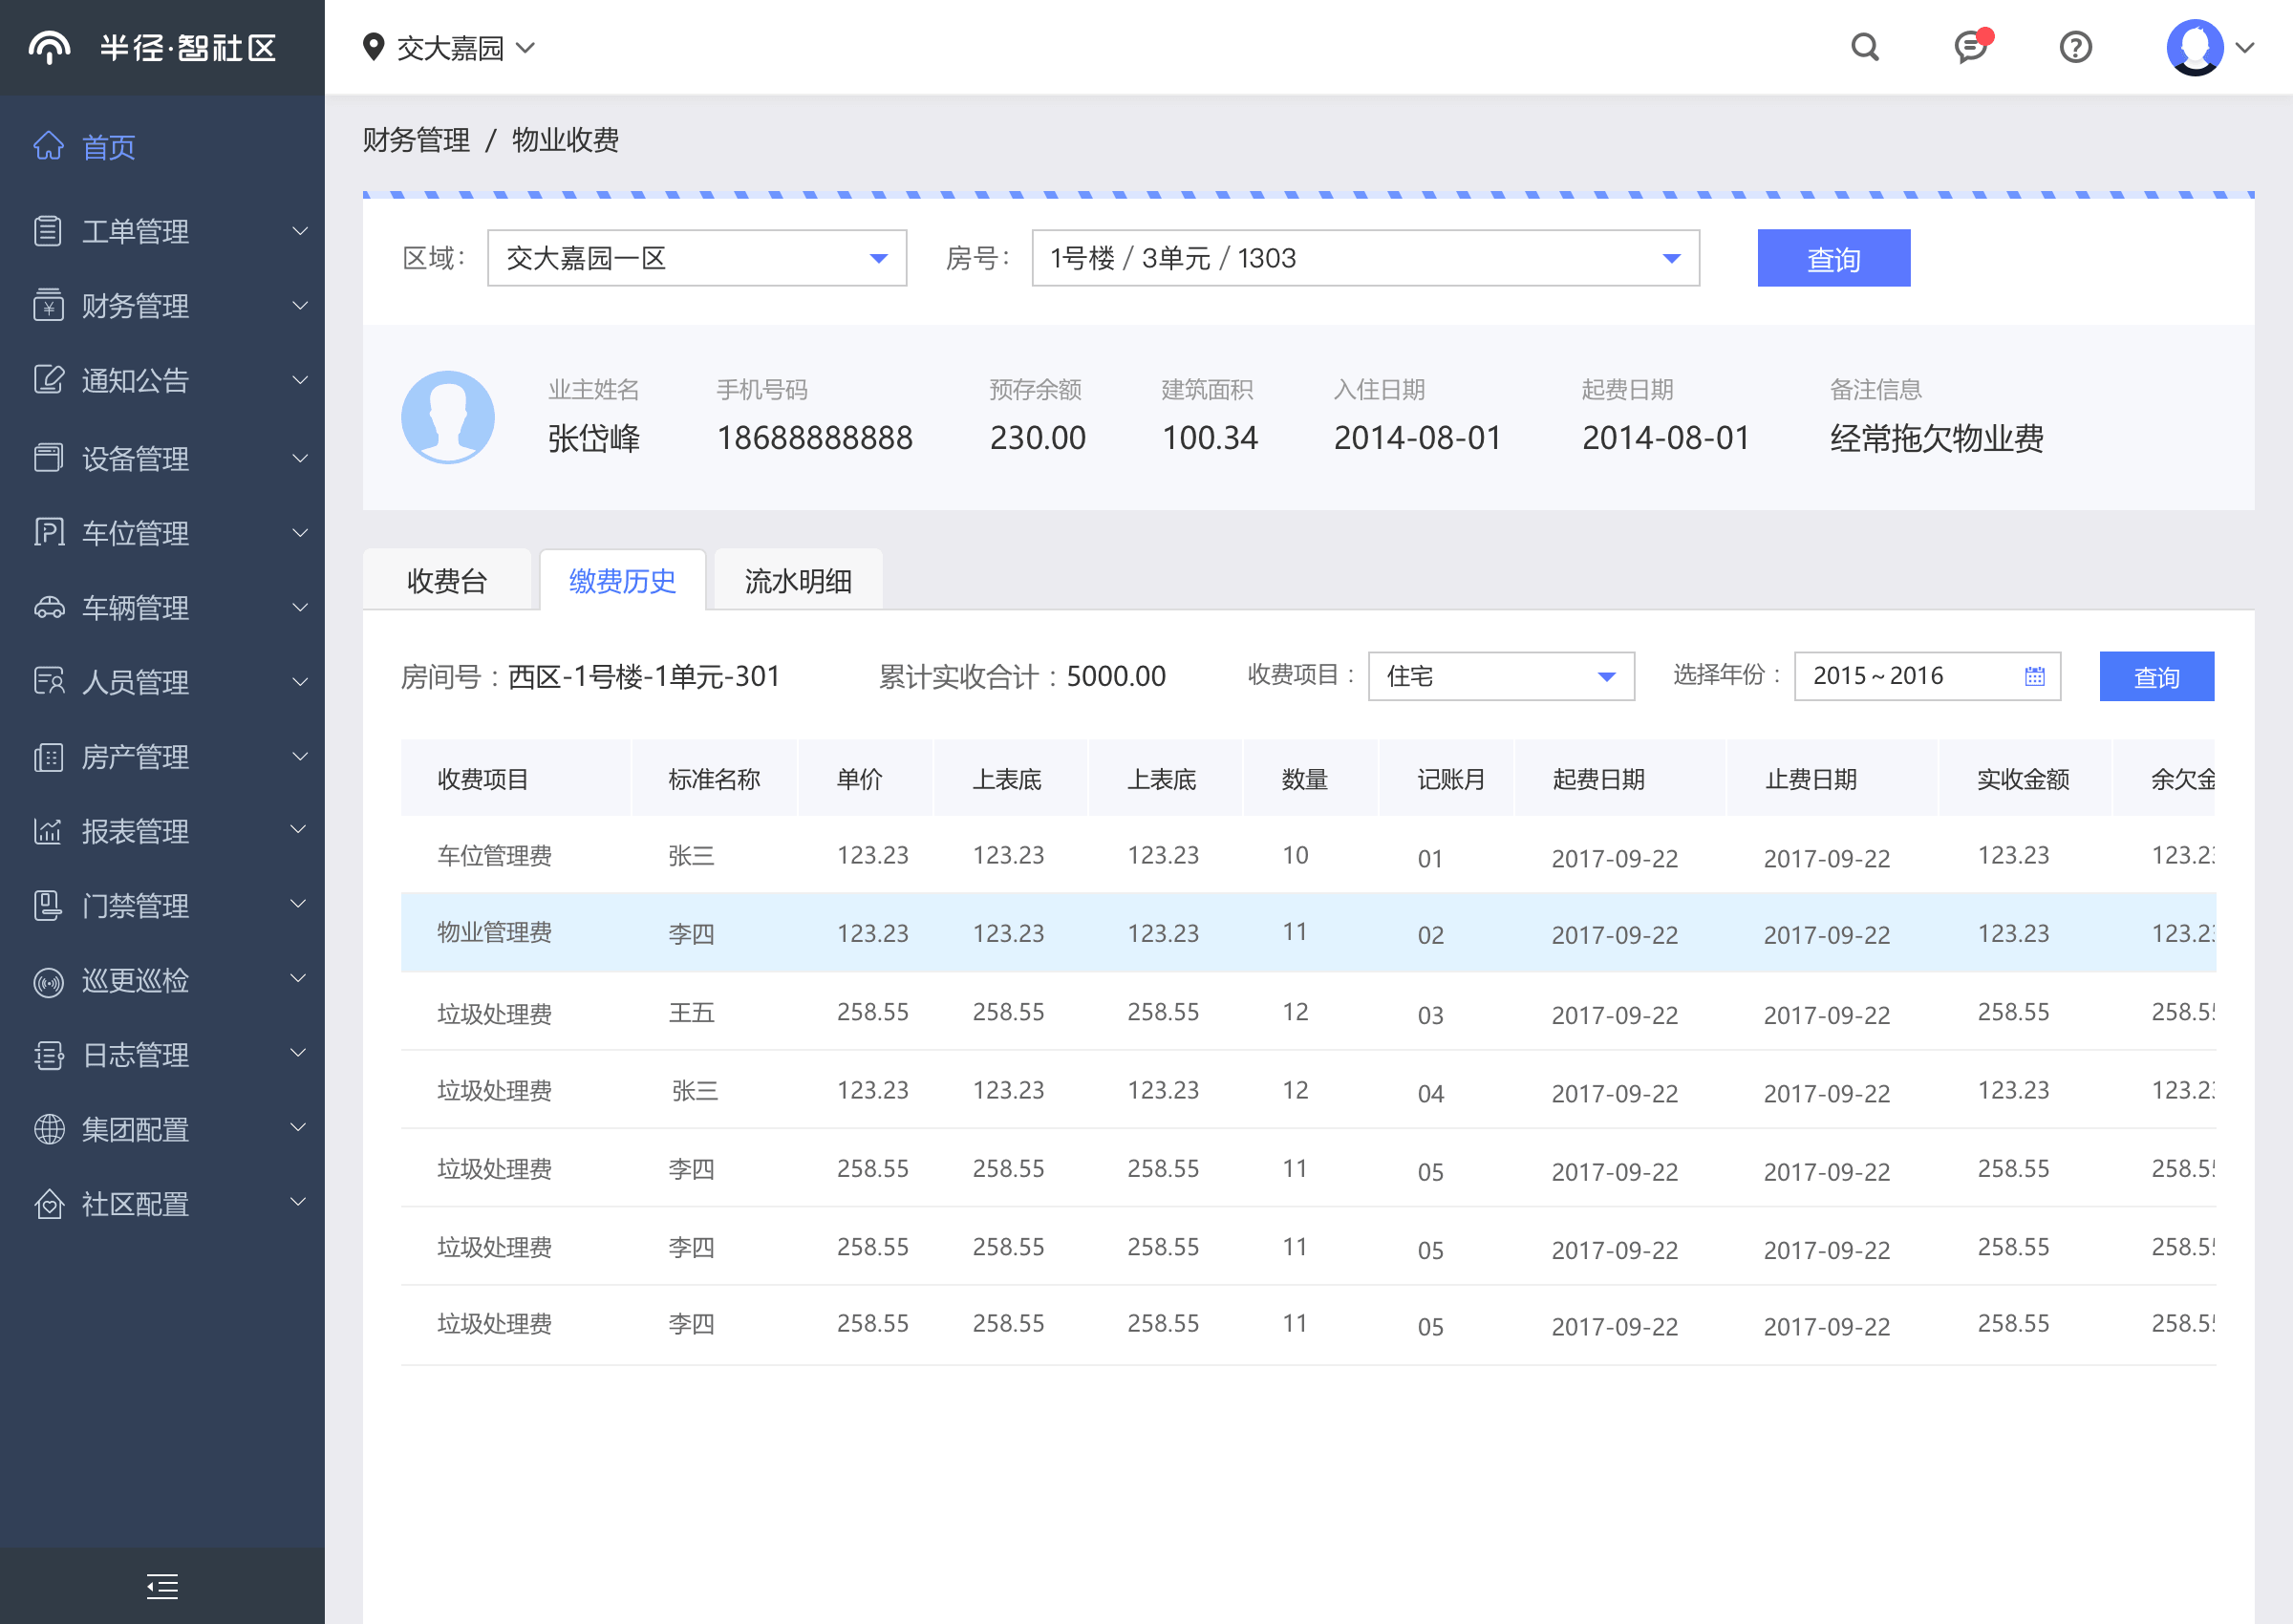 半径·智社区
交大嘉园
首页
工单管理
财务管理
通知公告
设备管理
车位管理
车辆管理
人员管理
房产管理
报表管理
门禁管理
巡更巡检
日志管理
集团配置
社区配置
财务管理 / 物业收费
区域: 交大嘉园一区 房号: 1号楼 / 3单元 / 1303 查询
业主姓名 手机号码 预存余额 建筑面积 入住日期 起费日期 备注信息
张岱峰 18688888888 230.00 100.34 2014-08-01 2014-08-01 经常拖欠物业费
收费台 缴费历史 流水明细
房间号：西区-1号楼-1单元-301 累计实收合计：5000.00 收费项目： 住宅 选择年份： 2015 ~ 2016 查询
收费项目 标准名称 单价 上表底 上表底 数量 记账月 起费日期 止费日期 实收金额 余欠金
车位管理费 张三 123.23 123.23 123.23 10 01 2017-09-22 2017-09-22 123.23 123.23
物业管理费 李四 123.23 123.23 123.23 11 02 2017-09-22 2017-09-22 123.23 123.23
垃圾处理费 王五 258.55 258.55 258.55 12 03 2017-09-22 2017-09-22 258.55 258.55
垃圾处理费 张三 123.23 123.23 123.23 12 04 2017-09-22 2017-09-22 123.23 123.23
垃圾处理费 李四 258.55 258.55 258.55 11 05 2017-09-22 2017-09-22 258.55 258.55
垃圾处理费 李四 258.55 258.55 258.55 11 05 2017-09-22 2017-09-22 258.55 258.55
垃圾处理费 李四 258.55 258.55 258.55 11 05 2017-09-22 2017-09-22 258.55 258.55